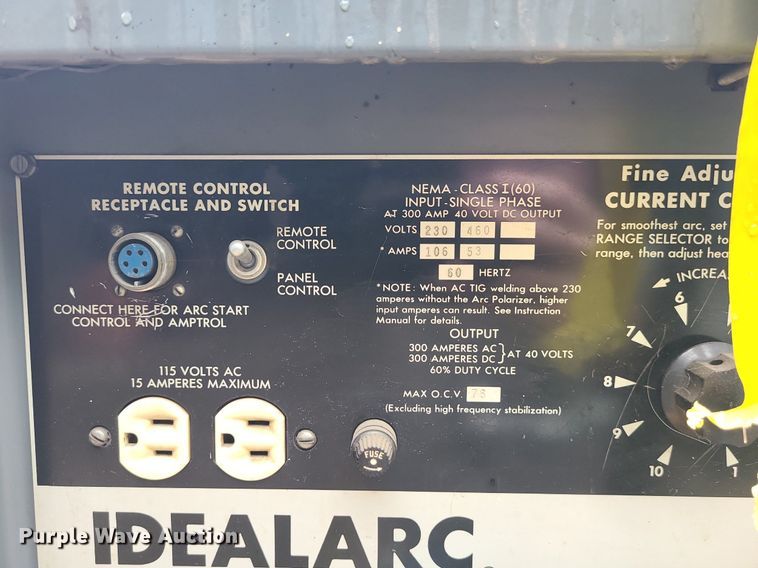 REMOTE CONTROL
RECEPTACLE AND SWITCH
REMOTE
CONTROL
PANEL
CONTROL
CONNECT HERE FOR ARC START
CONTROL AND AMPTROL
115 VOLTS AC
15 AMPERES MAXIMUM
FUSE
NEMA - CLASS I (60)
INPUT - SINGLE PHASE
AT 300 AMP 40 VOLT DC OUTPUT
VOLTS 230 460
* AMPS 106 53
60 HERTZ
*NOTE: When AC TIG welding above 230
amperes without the Arc Polarizer, higher
input amperes can result. See Instruction
Manual for details.
OUTPUT
300 AMPERES AC
300 AMPERES DC
} AT 40 VOLTS
60% DUTY CYCLE
MAX O.C.V.
(Excluding high frequency stabilization)
Fine Adju
CURRENT C
For smoothest arc, set
RANGE SELECTOR to
range, then adjust hea
INCREA
6
7
8
9
10
1
IDEALARC
Purple Wave Auction